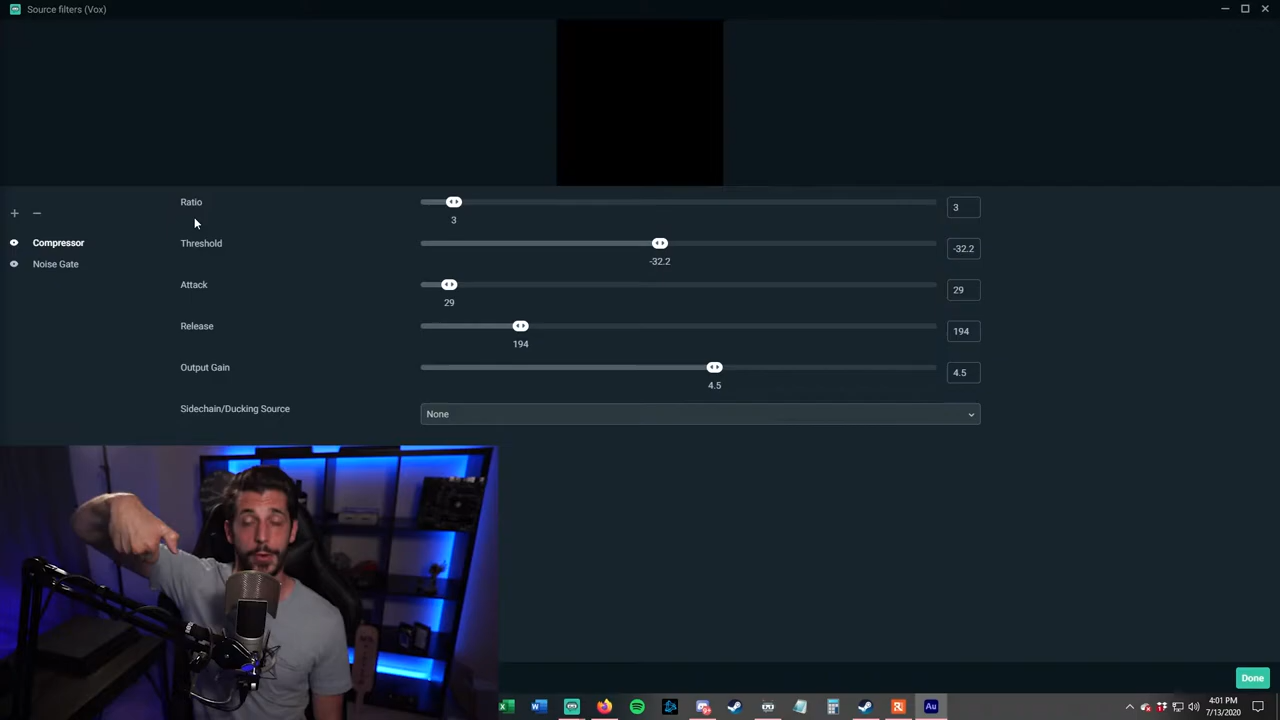 Source filters (Vox)
Ratio
3
3
Threshold
-32.2
-32.2
Compressor
Noise Gate
Attack
29
29
Release
194
194
Output Gain
4.5
4.5
Sidechain/Ducking Source
None
Done
Au
4:01 PM
7/13/2020